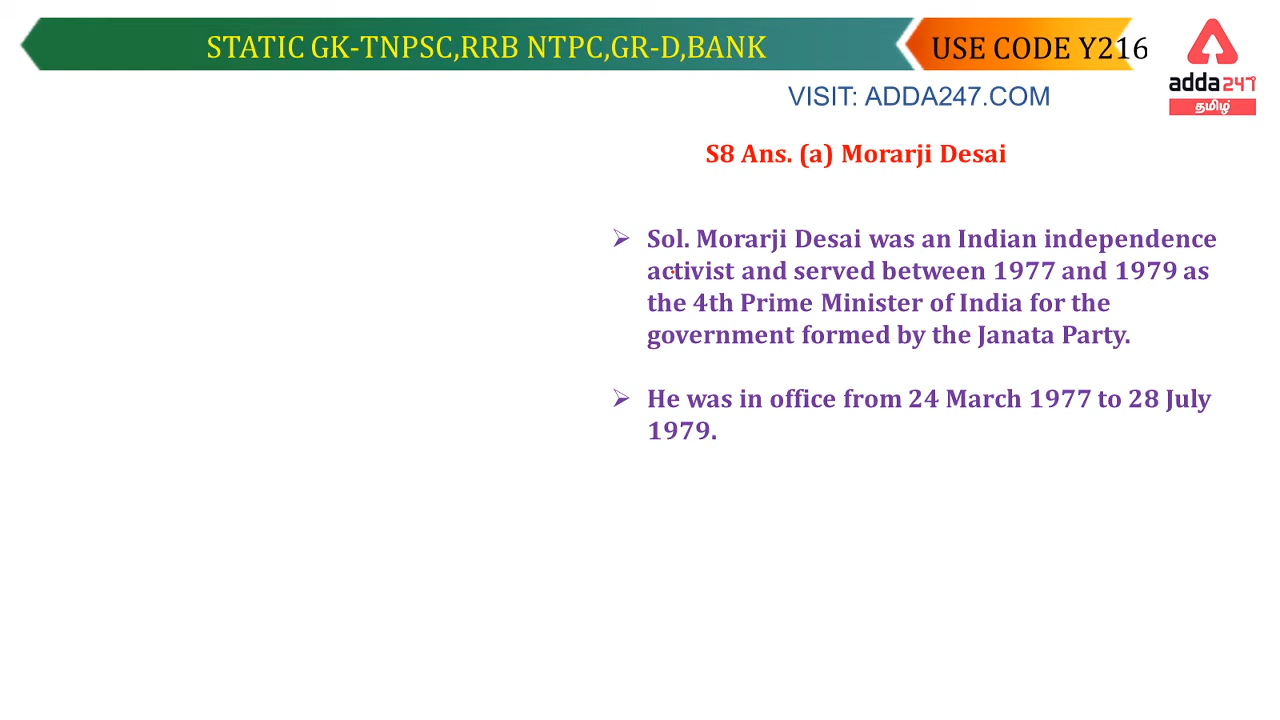 STATIC GK-TNPSC,RRB NTPC,GR-D,BANK
USE CODE Y216
adda247
தமிழ்
VISIT: ADDA247.COM
S8 Ans. (a) Morarji Desai
➢ Sol. Morarji Desai was an Indian independence
activist and served between 1977 and 1979 as
the 4th Prime Minister of India for the
government formed by the Janata Party.
➢ He was in office from 24 March 1977 to 28 July
1979.